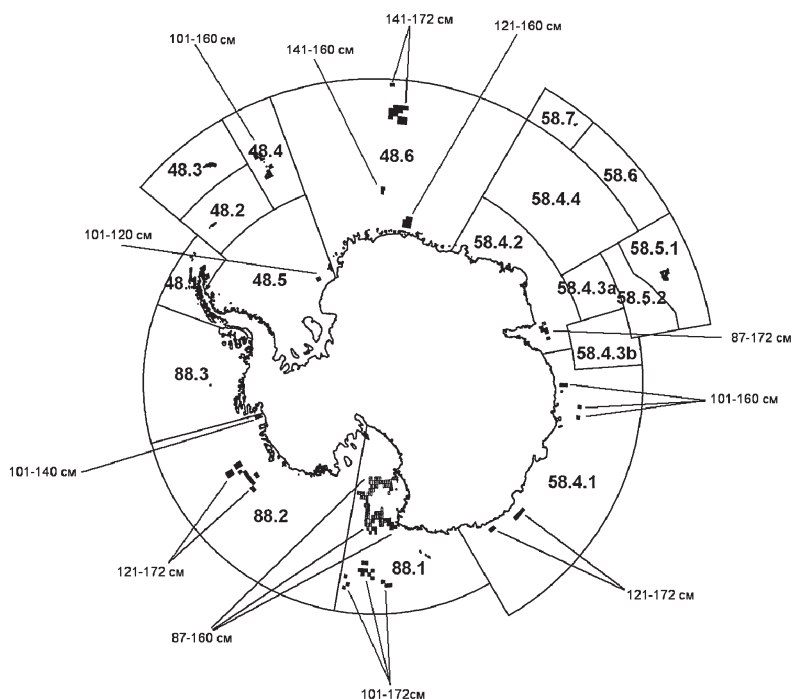 141-172 см
121-160 см
101-160 см
141-160 см
58.7
48.4
48.3
48.6
58.6
58.4.4
48.2
101-120 см
58.4.2
58.5.1
48.5
48.1
58.4.3a
58.5.2
87-172 см
58.4.3b
88.3
101-160 см
101-140 см
58.4.1
88.2
88.1
121-172 см
121-172 см
87-160 см
101-172см